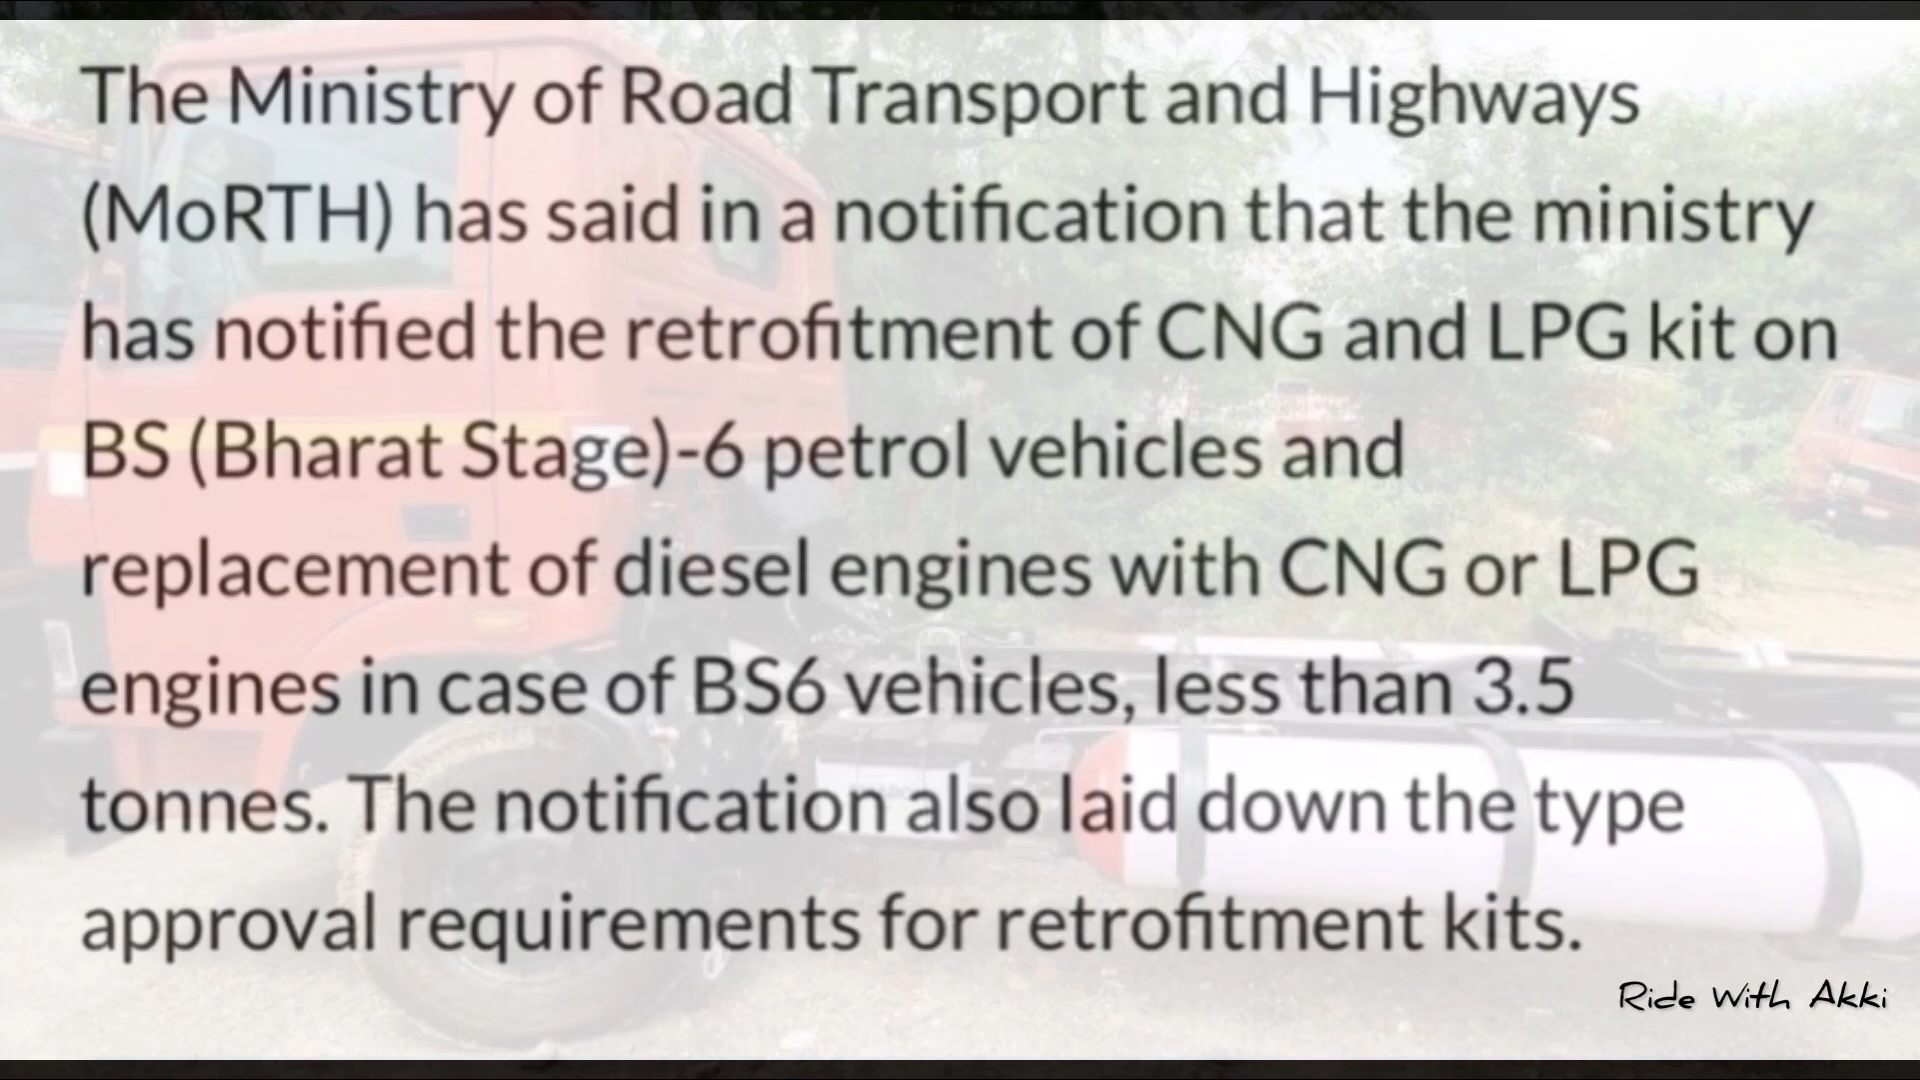 The Ministry of Road Transport and Highways
(MoRTH) has said in a notification that the ministry
has notified the retrofitment of CNG and LPG kit on
BS (Bharat Stage)-6 petrol vehicles and
replacement of diesel engines with CNG or LPG
engines in case of BS6 vehicles, less than 3.5
tonnes. The notification also laid down the type
approval requirements for retrofitment kits.
Ride With Akki